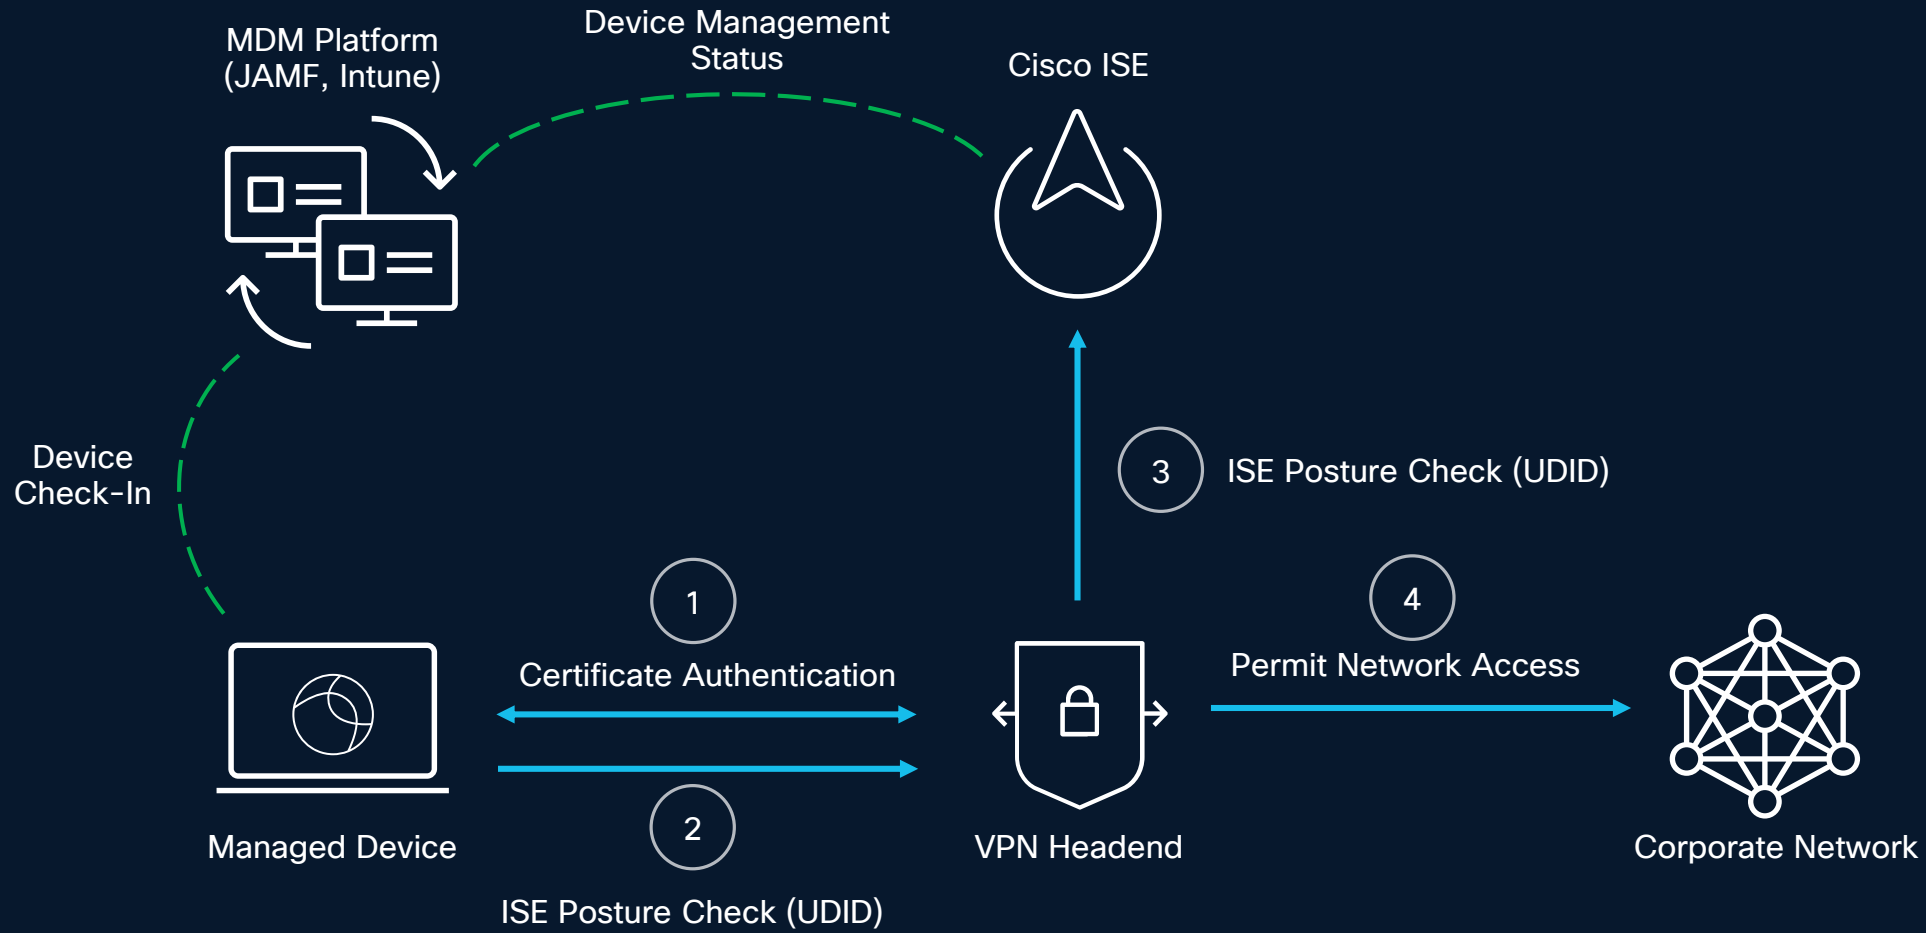 MDM Platform
(JAMF, Intune)
Device Management
Status
Cisco ISE
Device
Check-In
3
ISE Posture Check (UDID)
1
Certificate Authentication
4
Permit Network Access
2
ISE Posture Check (UDID)
Managed Device
VPN Headend
Corporate Network